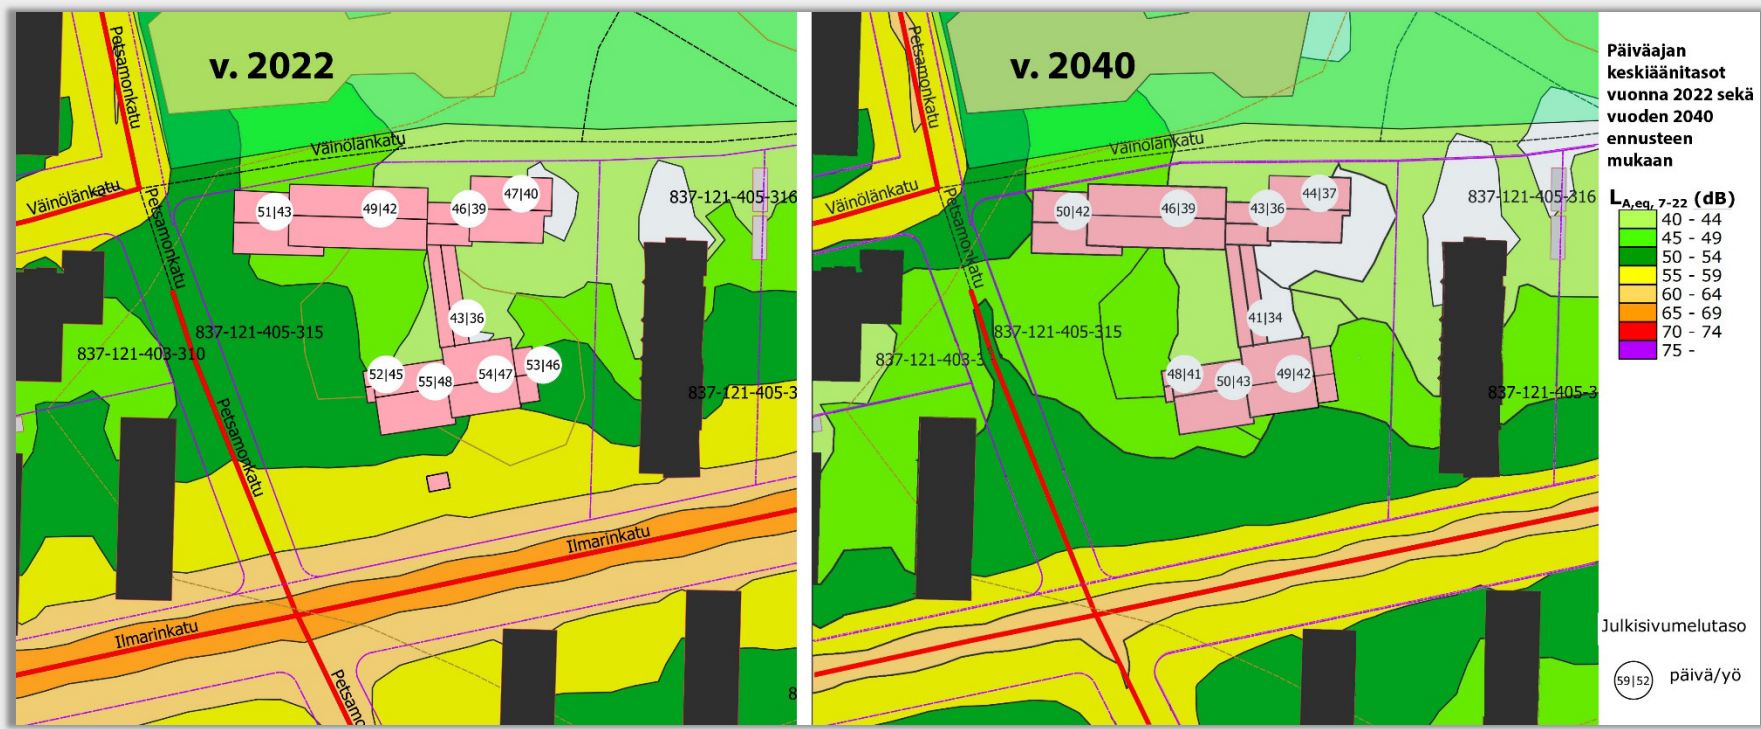 v. 2022
Petsamonkatu
Väinölänkatu
Väinölänkatu
Petsamonkatu
51|43
49|42
46|39
47|40
837-121-405-316
43|36
837-121-405-315
837-121-403-310
52|45
55|48
54|47
53|46
837-121-405-3
Petsamonkatu
Ilmarinkatu
Ilmarinkatu
Petsamo
8
v. 2040
Petsamonkatu
Väinölänkatu
Väinölänkatu
Petsamonkatu
50|42
46|39
43|36
44|37
837-121-405-316
41|34
837-121-405-315
837-121-403-3
48|41
50|43
49|42
837-121-405-3
Päiväajan
keskiäänitasot
vuonna 2022 sekä
vuoden 2040
ennusteen
mukaan
LA,eq, 7-22 (dB)
40 - 44
45 - 49
50 - 54
55 - 59
60 - 64
65 - 69
70 - 74
75 -
Julkisivumelutaso
59|52 päivä/yö